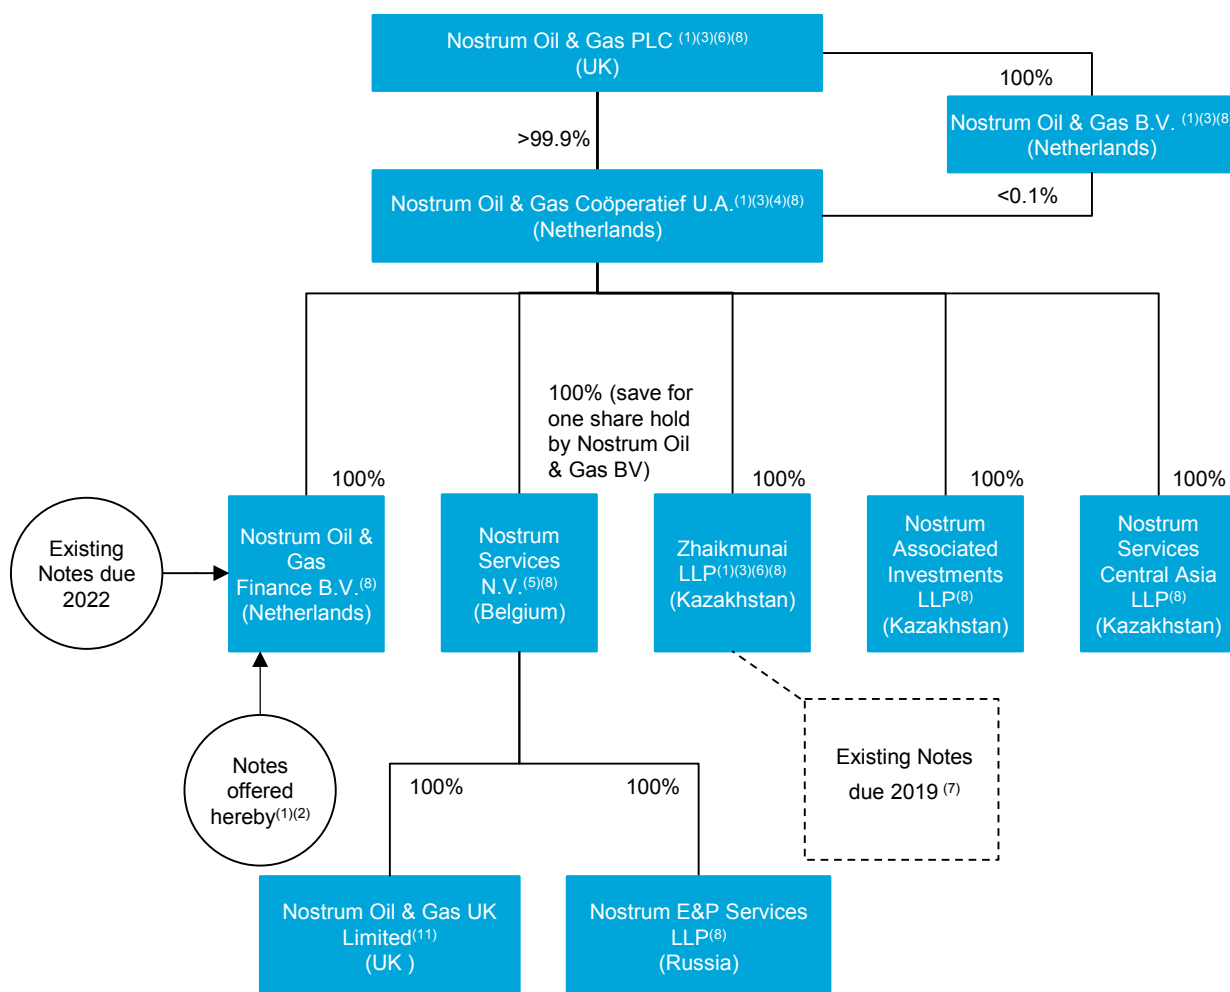 Nostrum Oil & Gas PLC (1)(3)(6)(8)
(UK)
100%
Nostrum Oil & Gas B.V. (1)(3)(8
(Netherlands)
>99.9%
<0.1%
Nostrum Oil & Gas Coöperatief U.A.(1)(3)(4)(8)
(Netherlands)
100% (save for
one share hold
by Nostrum Oil
& Gas BV)
100%
100%
100%
100%
Existing
Notes due
2022
Nostrum Oil &
Gas
Finance B.V.(8)
(Netherlands)
Nostrum
Services
N.V.(5)(8)
(Belgium)
Zhaikmunai
LLP(1)(3)(6)(8)
(Kazakhstan)
Nostrum
Associated
Investments
LLP(8)
(Kazakhstan)
Nostrum
Services
Central Asia
LLP(8)
(Kazakhstan)
Notes
offered
hereby(1)(2)
100%
100%
Existing Notes
due 2019 (7)
Nostrum Oil & Gas UK
Limited(11)
(UK )
Nostrum E&P Services
LLP(8)
(Russia)